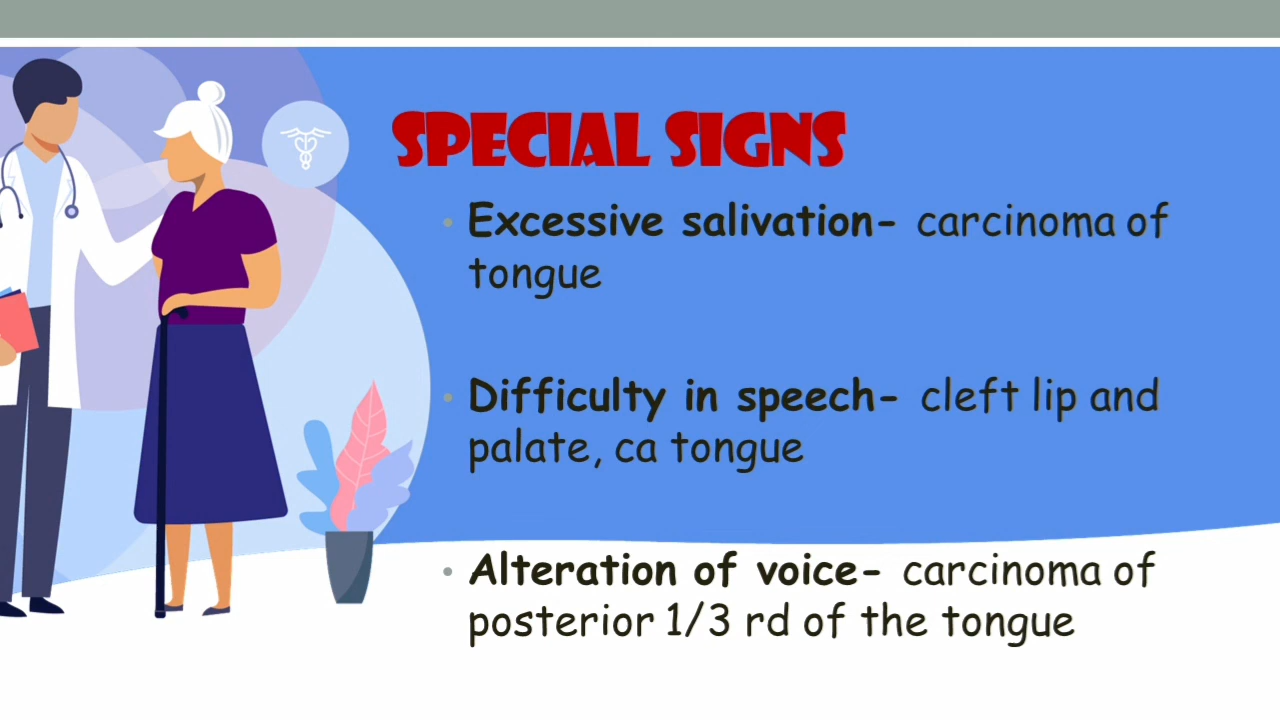 SPECIAL SIGNS
• Excessive salivation- carcinoma of
tongue
• Difficulty in speech- cleft lip and
palate, ca tongue
• Alteration of voice- carcinoma of
posterior 1/3 rd of the tongue